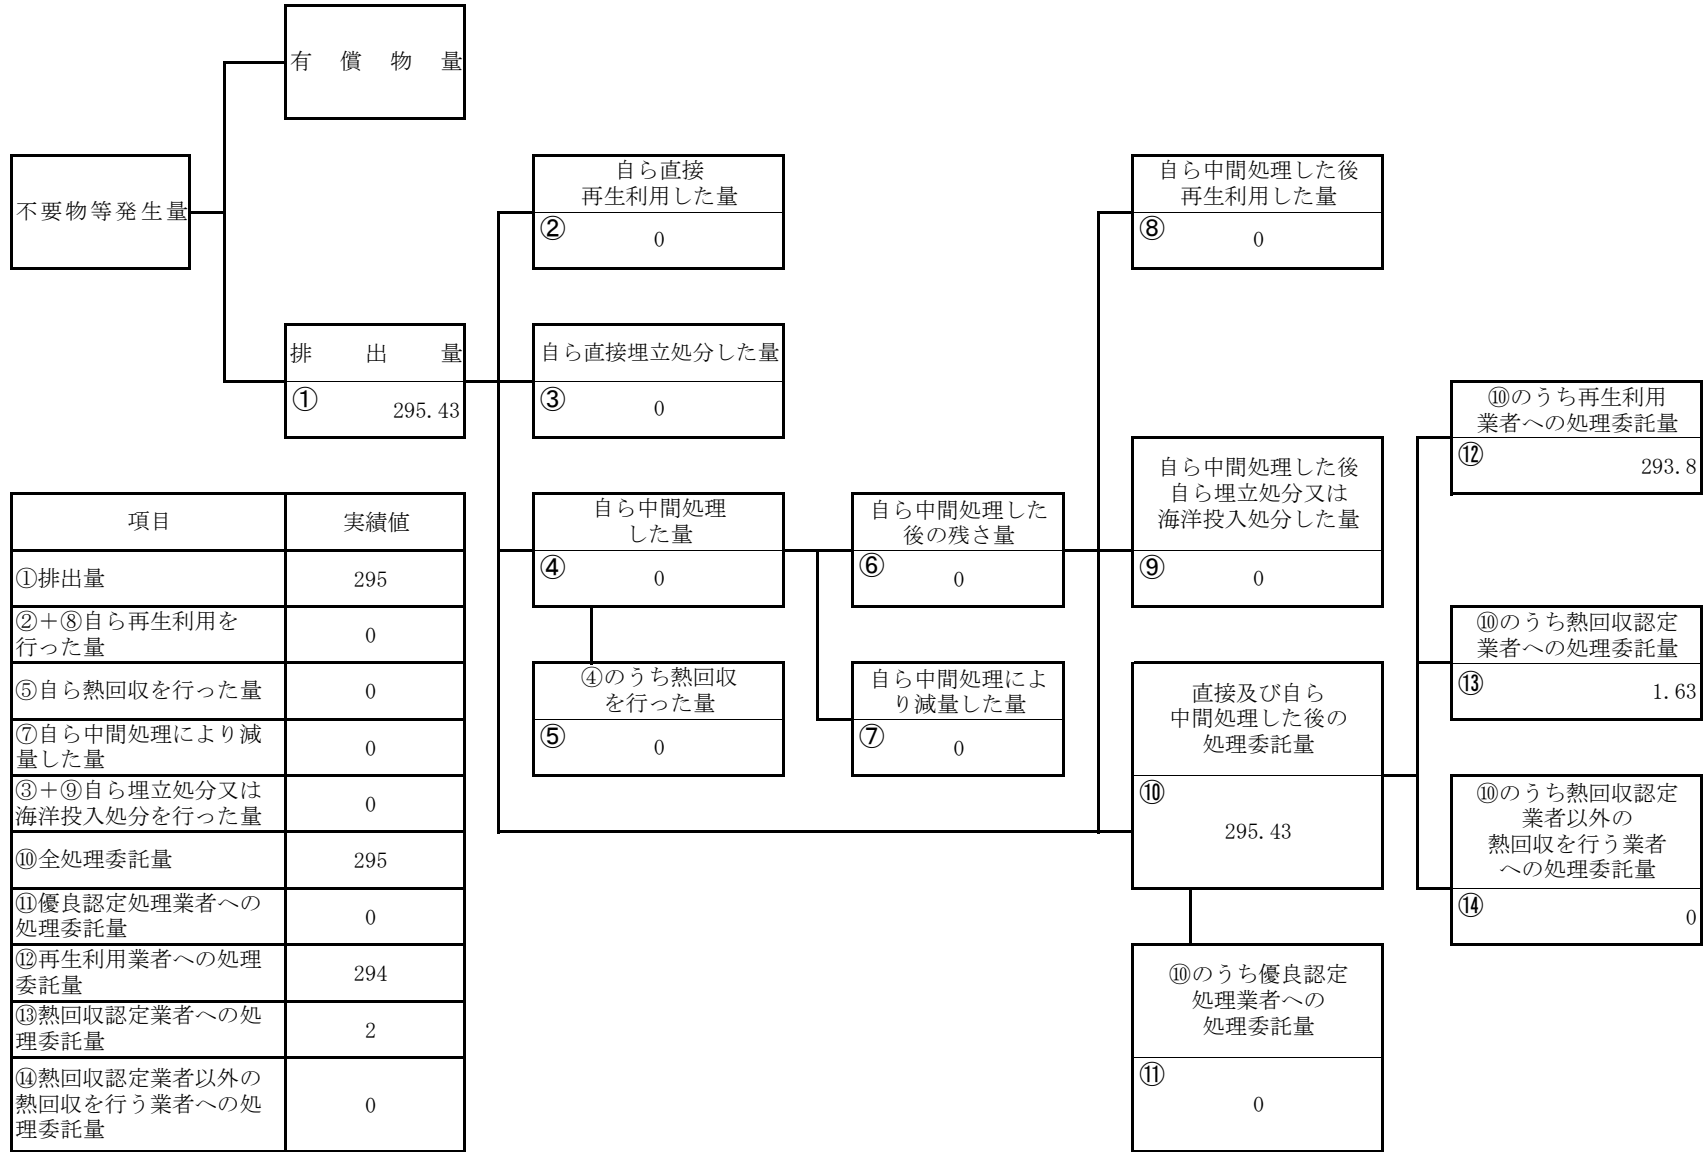 有償物量
不要物等発生量
排出量
①
295.43
自ら直接
再生利用した量
②
0
自ら直接埋立処分した量
③
0
自ら中間処理
した量
④
0
④のうち熱回収
を行った量
⑤
0
自ら中間処理した
後の残さ量
⑥
0
自ら中間処理によ
り減量した量
⑦
0
自ら中間処理した後
再生利用した量
⑧
0
自ら中間処理した後
自ら埋立処分又は
海洋投入処分した量
⑨
0
直接及び自ら
中間処理した後の
処理委託量
⑩
295.43
⑩のうち優良認定
処理業者への
処理委託量
⑪
0
⑩のうち再生利用
業者への処理委託量
⑫
293.8
⑩のうち熱回収認定
業者への処理委託量
⑬
1.63
⑩のうち熱回収認定
業者以外の
熱回収を行う業者
への処理委託量
⑭
0
項目 実績値
①排出量 295
②＋⑧自ら再生利用を
行った量 0
⑤自ら熱回収を行った量 0
⑦自ら中間処理により減
量した量 0
③＋⑨自ら埋立処分又は
海洋投入処分を行った量 0
⑩全処理委託量 295
⑪優良認定処理業者への
処理委託量 0
⑫再生利用業者への処理
委託量 294
⑬熱回収認定業者への処
理委託量 2
⑭熱回収認定業者以外の
熱回収を行う業者への処
理委託量 0